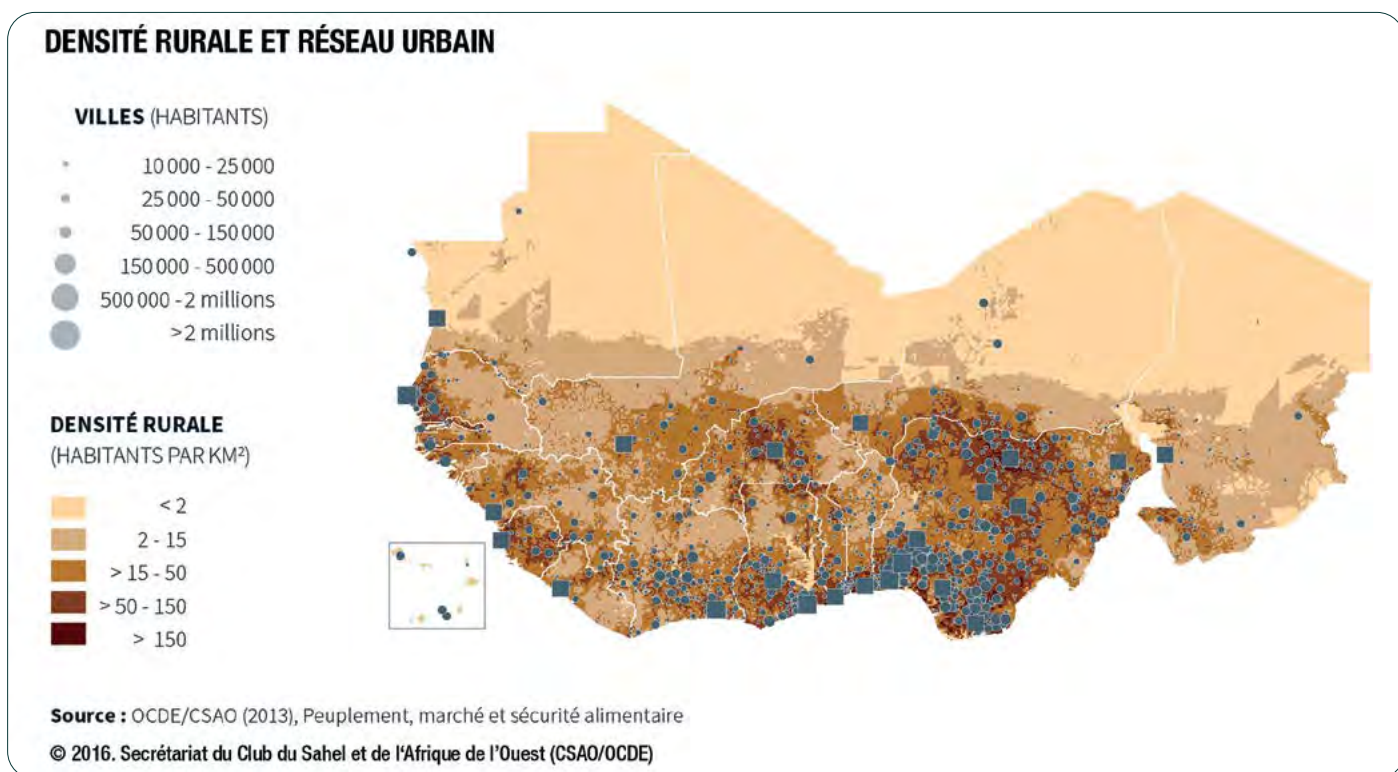 DENSITÉ RURALE ET RÉSEAU URBAIN
VILLES (HABITANTS)
10 000 - 25 000
25 000 - 50 000
50 000 - 150 000
150 000 - 500 000
500 000 - 2 millions
>2 millions
DENSITÉ RURALE
(HABITANTS PAR KM²)
< 2
2 - 15
> 15 - 50
> 50 - 150
> 150
Source : OCDE/CSAO (2013), Peuplement, marché et sécurité alimentaire
© 2016. Secrétariat du Club du Sahel et de l'Afrique de l'Ouest (CSAO/OCDE)